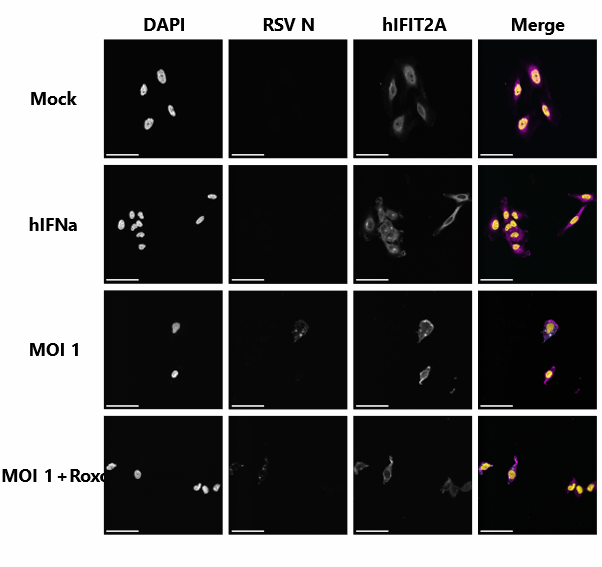 DAPI RSV N hIFIT2A Merge
Mock
hIFNa
MOI 1
MOI 1 + Roxo